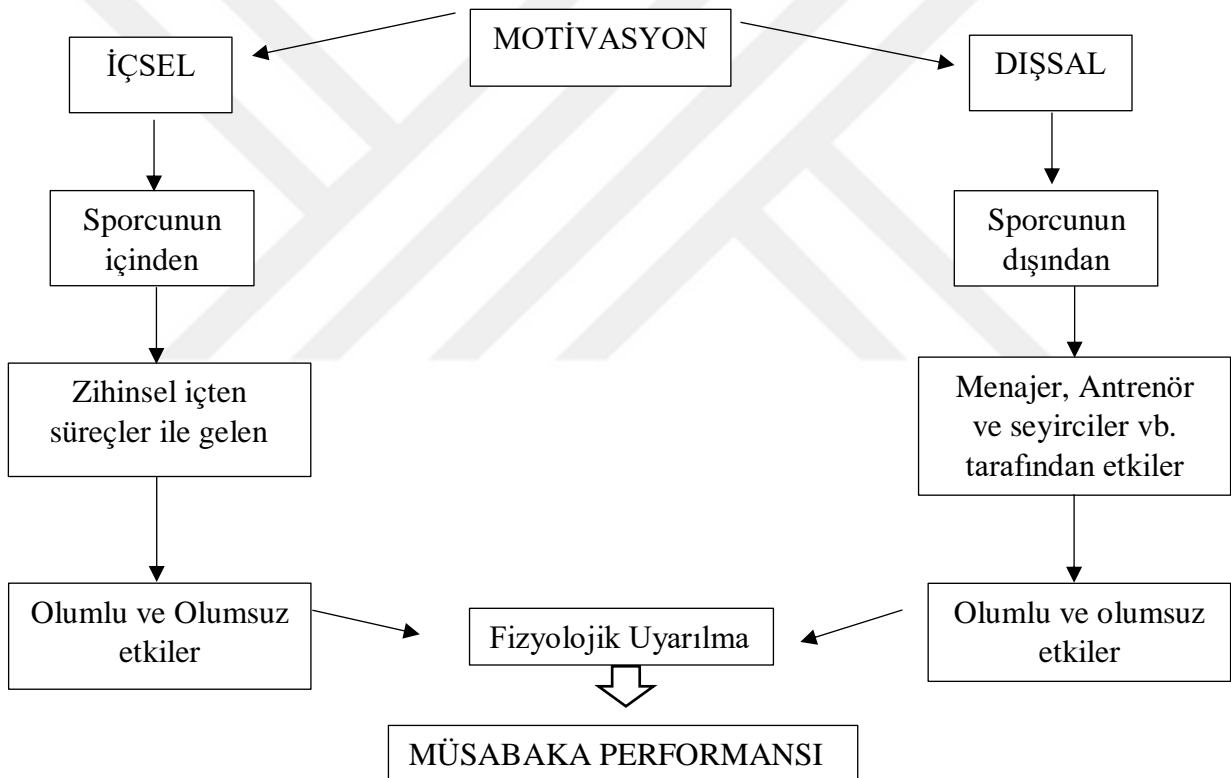 MOTİVASYON
İÇSEL
DIŞSAL
Sporcunun
içinden
Sporcunun
dışından
Zihinsel içten
süreçler ile gelen
Menajer, Antrenör
ve seyirciler vb.
tarafından etkiler
Olumlu ve Olumsuz
etkiler
Fizyolojik Uyarılma
Olumlu ve olumsuz
etkiler
MÜSABAKA PERFORMANSI